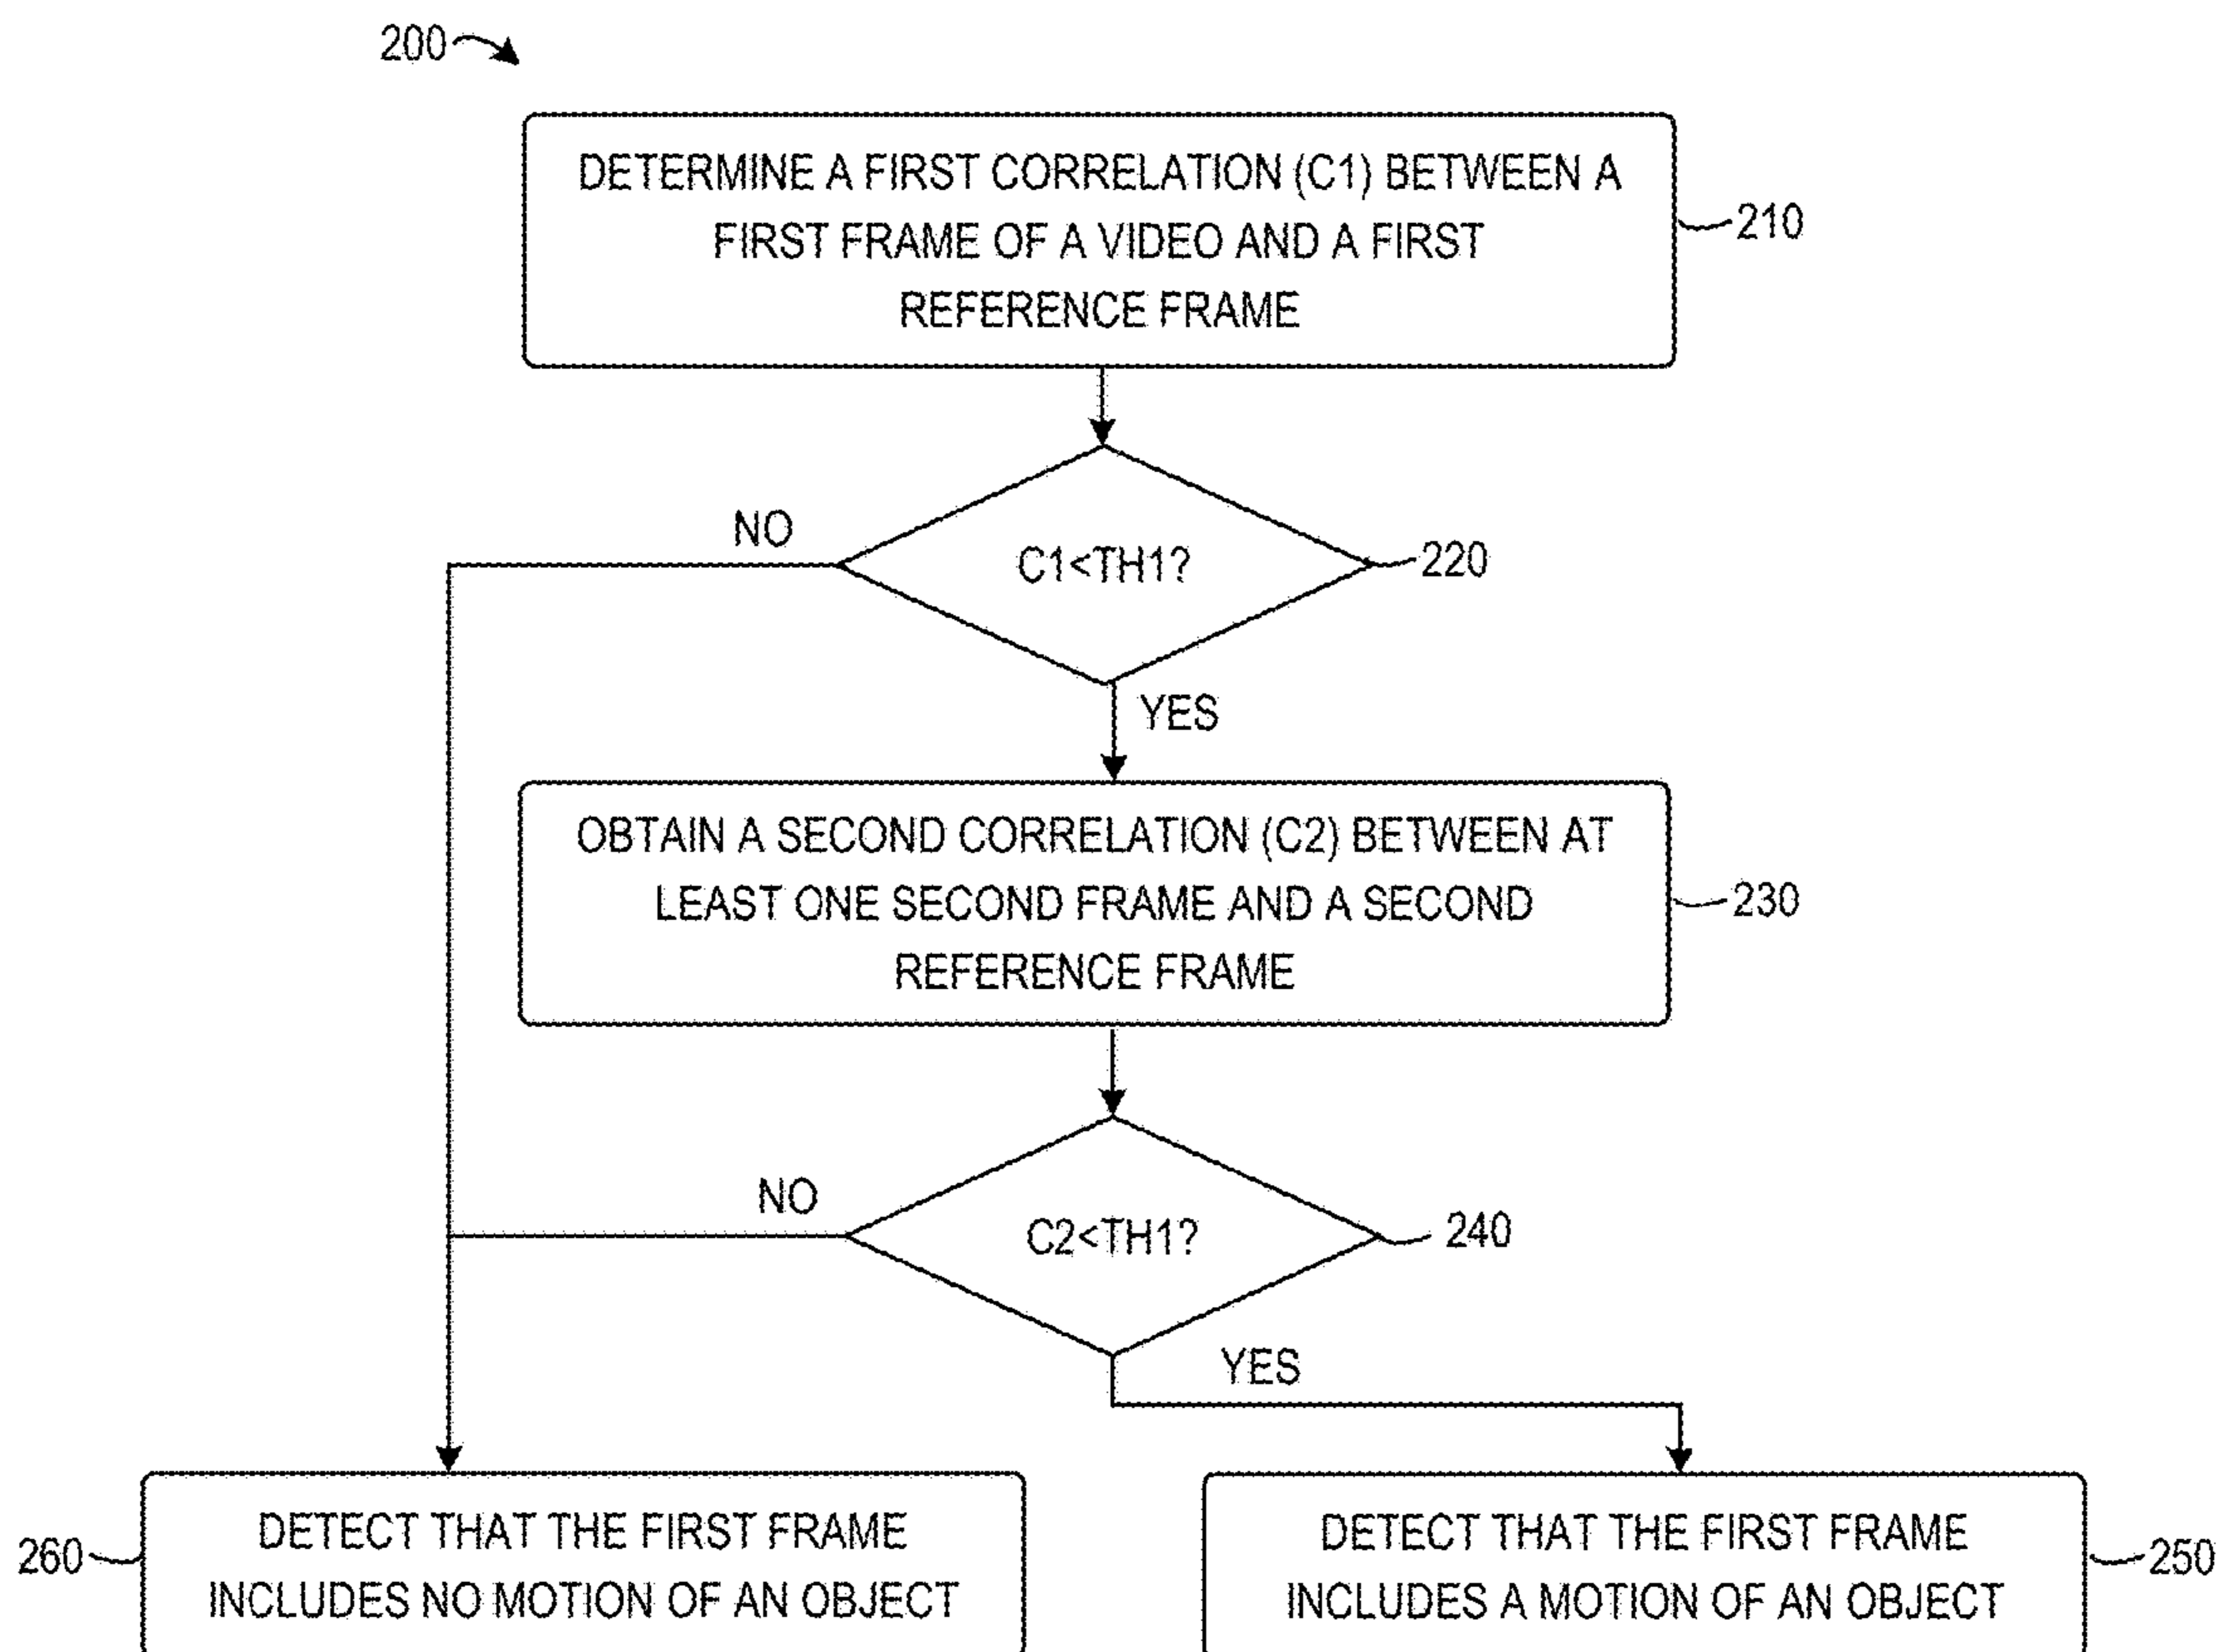 200
DETERMINE A FIRST CORRELATION (C1) BETWEEN A
FIRST FRAME OF A VIDEO AND A FIRST
REFERENCE FRAME
210
NO
C1<TH1?
220
YES
OBTAIN A SECOND CORRELATION (C2) BETWEEN AT
LEAST ONE SECOND FRAME AND A SECOND
REFERENCE FRAME
230
NO
C2<TH1?
240
YES
260
DETECT THAT THE FIRST FRAME
INCLUDES NO MOTION OF AN OBJECT
DETECT THAT THE FIRST FRAME
INCLUDES A MOTION OF AN OBJECT
250